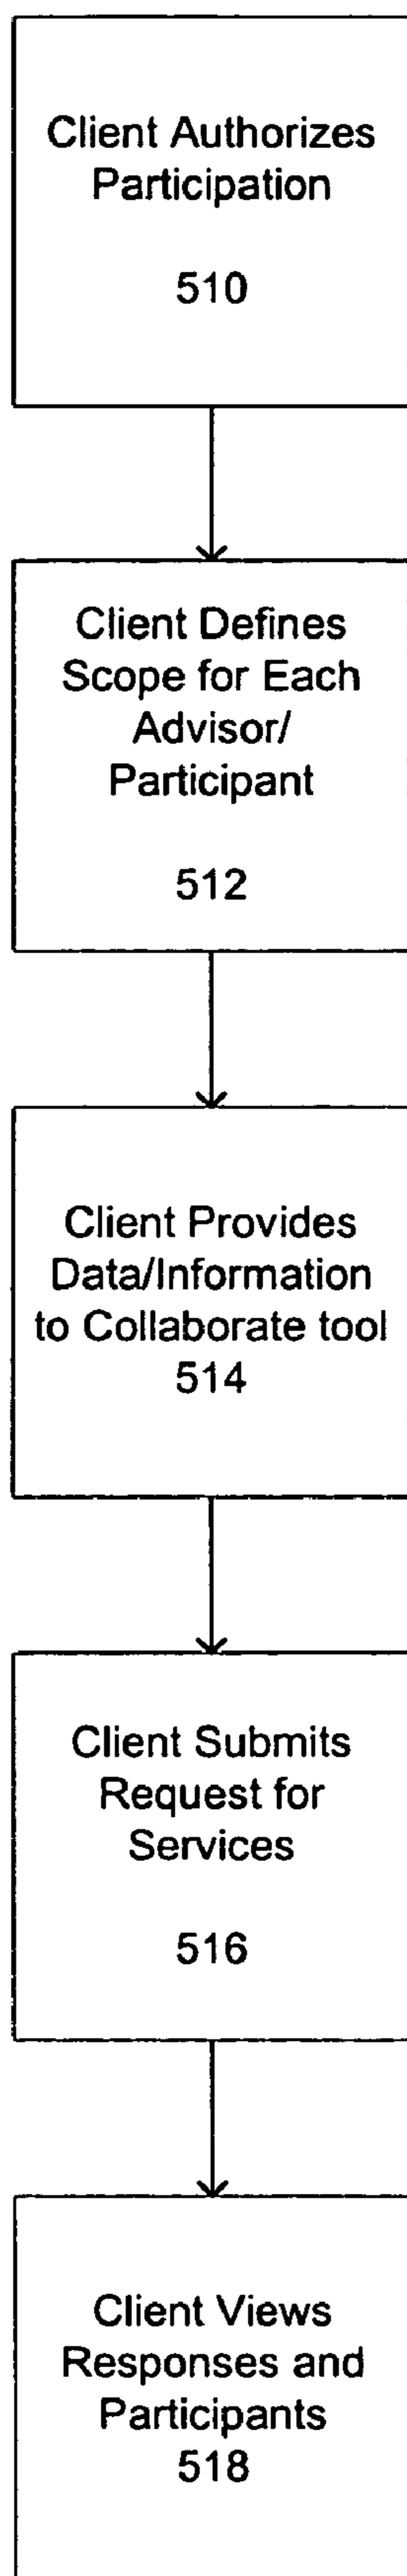 Client Authorizes
Participation
510
Client Defines
Scope for Each
Advisor/
Participant
512
Client Provides
Data/Information
to Collaborate tool
514
Client Submits
Request for
Services
516
Client Views
Responses and
Participants
518